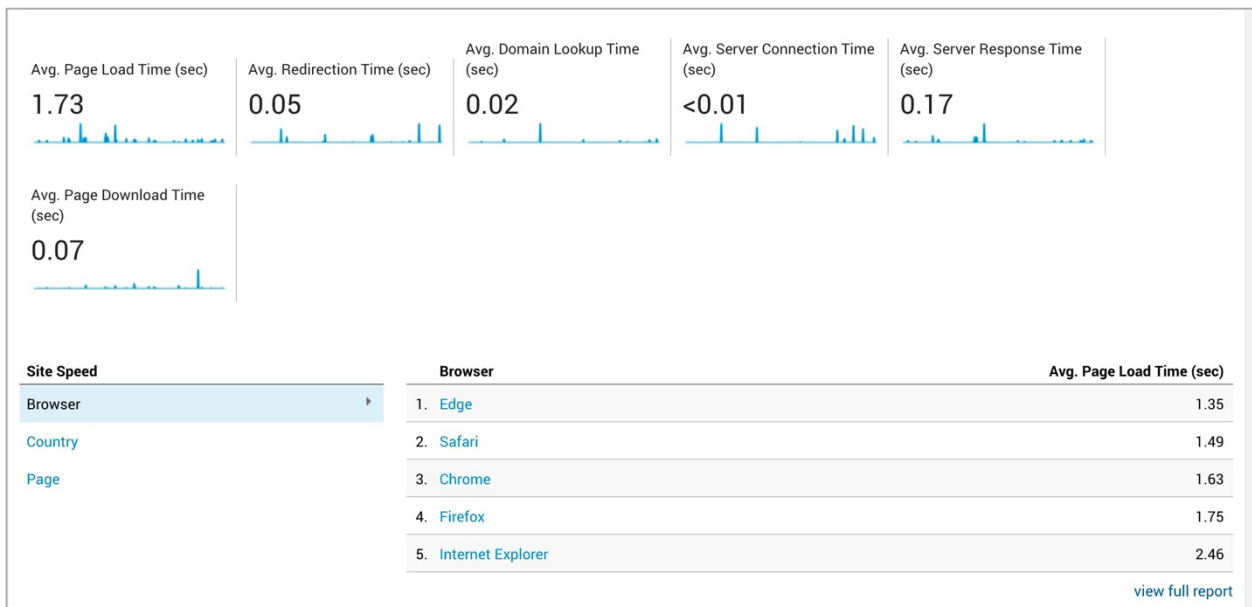 Avg. Page Load Time (sec)
1.73
Avg. Redirection Time (sec)
0.05
Avg. Domain Lookup Time
(sec)
0.02
Avg. Server Connection Time
(sec)
<0.01
Avg. Server Response Time
(sec)
0.17
Avg. Page Download Time
(sec)
0.07
Site Speed
Browser
Country
Page
Browser Avg. Page Load Time (sec)
1. Edge 1.35
2. Safari 1.49
3. Chrome 1.63
4. Firefox 1.75
5. Internet Explorer 2.46
view full report